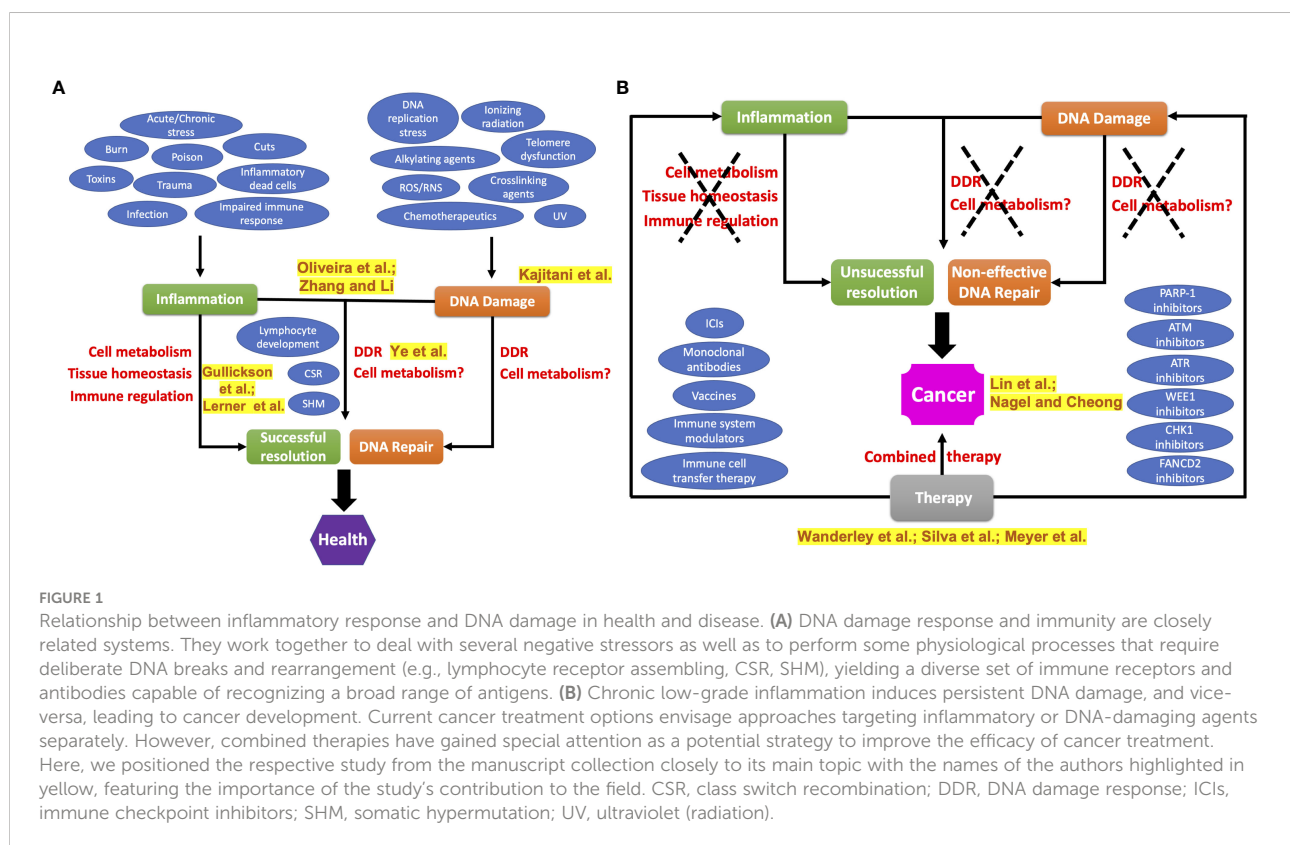 A
Acute/Chronic
stress
Burn
Poison
Cuts
Toxins
Trauma
Inflammatory
dead cells
Infection
Impaired immune
response
DNA
replication
stress
Ionizing
radiation
Alkylating agents
Telomere
dysfunction
ROS/RNS
Crosslinking
agents
Chemotherapeutics
UV
Oliveira et al.;
Zhang and Li
Kajitani et al.
Inflammation
DNA Damage
Lymphocyte
development
CSR
SHM
Cell metabolism
Tissue homeostasis
Immune regulation
Gullickson
et al.;
Lerner et al.
DDR Ye et al.
Cell metabolism?
DDR
Cell metabolism?
Successful
resolution
DNA Repair
Health
B
Inflammation
DNA Damage
Cell metabolism
Tissue homeostasis
Immune regulation
DDR
Cell metabolism?
DDR
Cell metabolism?
Unsucessful
resolution
Non-effective
DNA Repair
ICIs
Monoclonal
antibodies
Vaccines
Immune system
modulators
Immune cell
transfer therapy
PARP-1
inhibitors
ATM
inhibitors
ATR
inhibitors
WEE1
inhibitors
CHK1
inhibitors
FANCD2
inhibitors
Cancer
Lin et al.;
Nagel and Cheong
Combined therapy
Therapy
Wanderley et al.; Silva et al.; Meyer et al.
FIGURE 1
Relationship between inflammatory response and DNA damage in health and disease. (A) DNA damage response and immunity are closely
related systems. They work together to deal with several negative stressors as well as to perform some physiological processes that require
deliberate DNA breaks and rearrangement (e.g., lymphocyte receptor assembling, CSR, SHM), yielding a diverse set of immune receptors and
antibodies capable of recognizing a broad range of antigens. (B) Chronic low-grade inflammation induces persistent DNA damage, and vice-
versa, leading to cancer development. Current cancer treatment options envisage approaches targeting inflammatory or DNA-damaging agents
separately. However, combined therapies have gained special attention as a potential strategy to improve the efficacy of cancer treatment.
Here, we positioned the respective study from the manuscript collection closely to its main topic with the names of the authors highlighted in
yellow, featuring the importance of the study's contribution to the field. CSR, class switch recombination; DDR, DNA damage response; ICIs,
immune checkpoint inhibitors; SHM, somatic hypermutation; UV, ultraviolet (radiation).